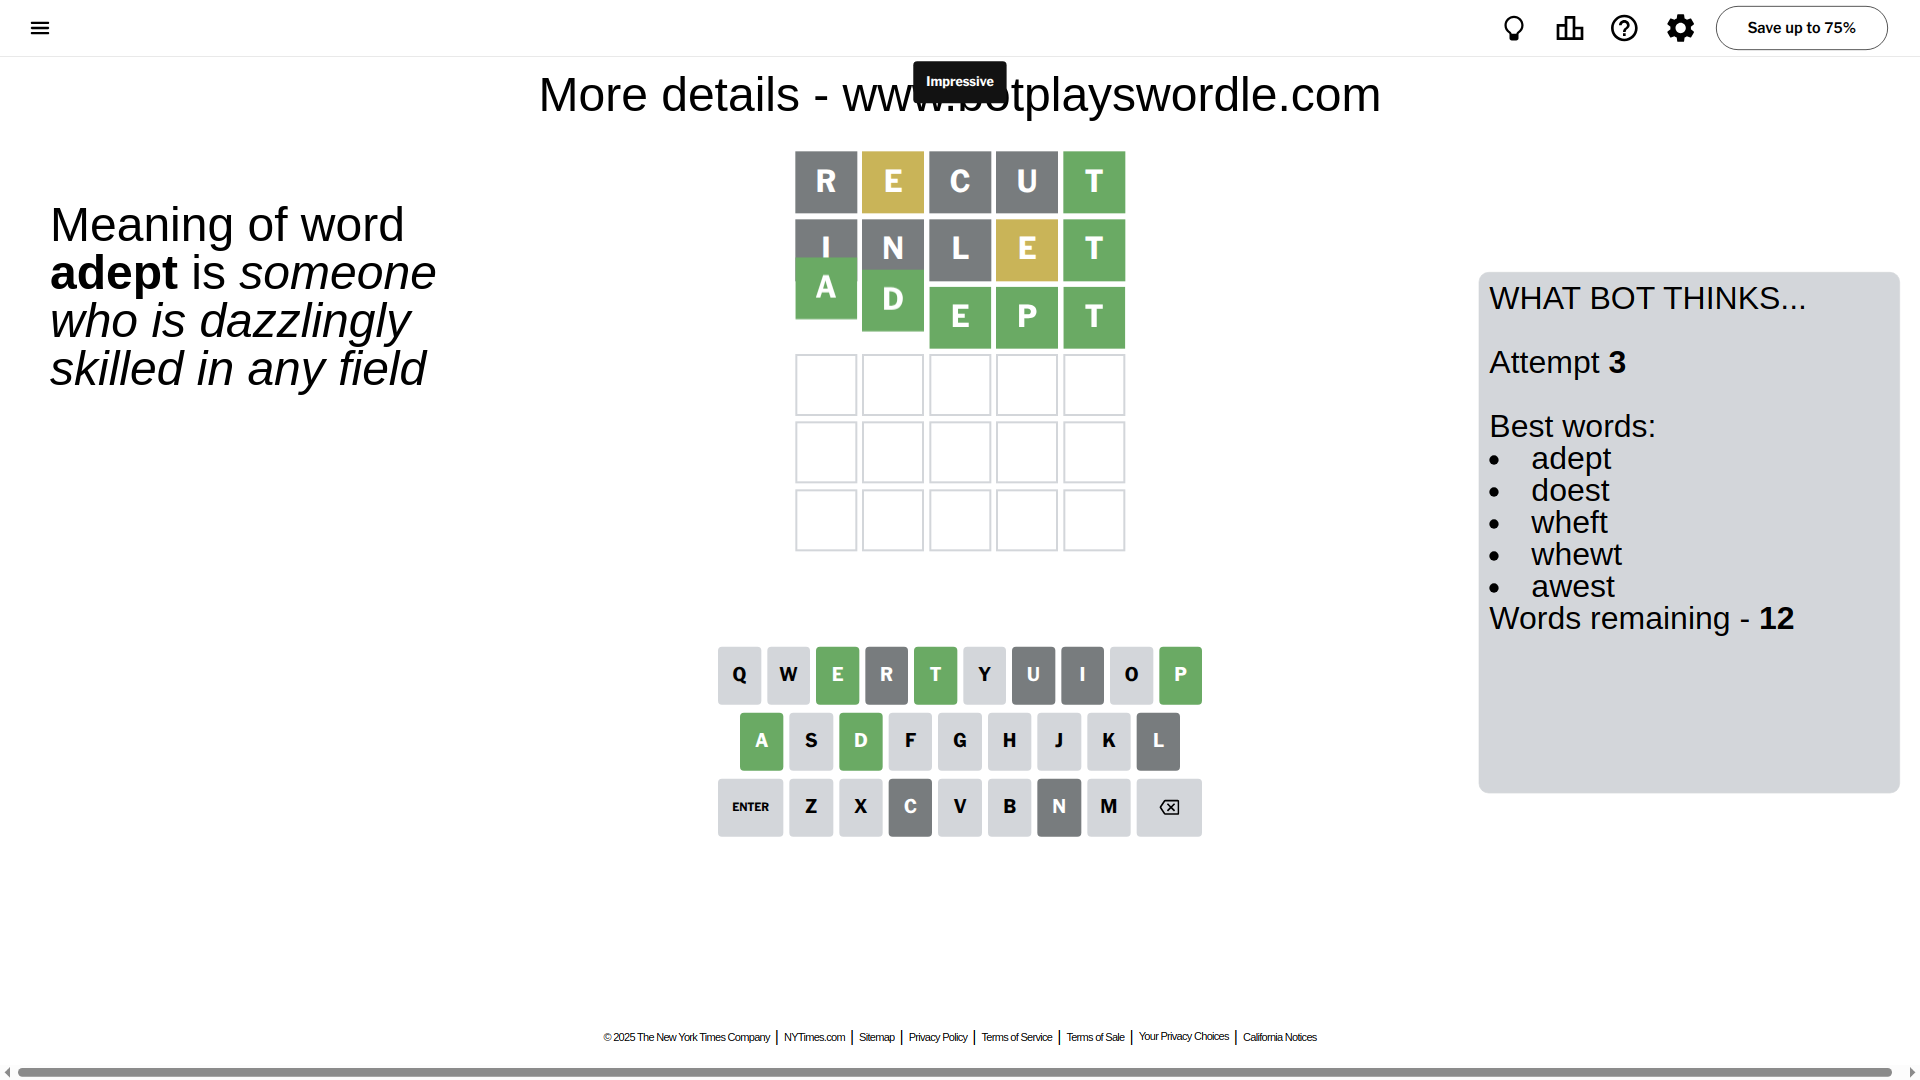 Save up to 75%
Impressive
More details - www.botplayswordle.com
Meaning of word
adept is someone
who is dazzlingly
skilled in any field
R E C U T
I N L E T
A D E P T
WHAT BOT THINKS...
Attempt 3
Best words:
• adept
• doest
• wheft
• whewt
• awest
Words remaining - 12
Q W E R T Y U I O P
A S D F G H J K L
ENTER Z X C V B N M
© 2025 The New York Times Company | NYTimes.com | Sitemap | Privacy Policy | Terms of Service | Terms of Sale | Your Privacy Choices | California Notices